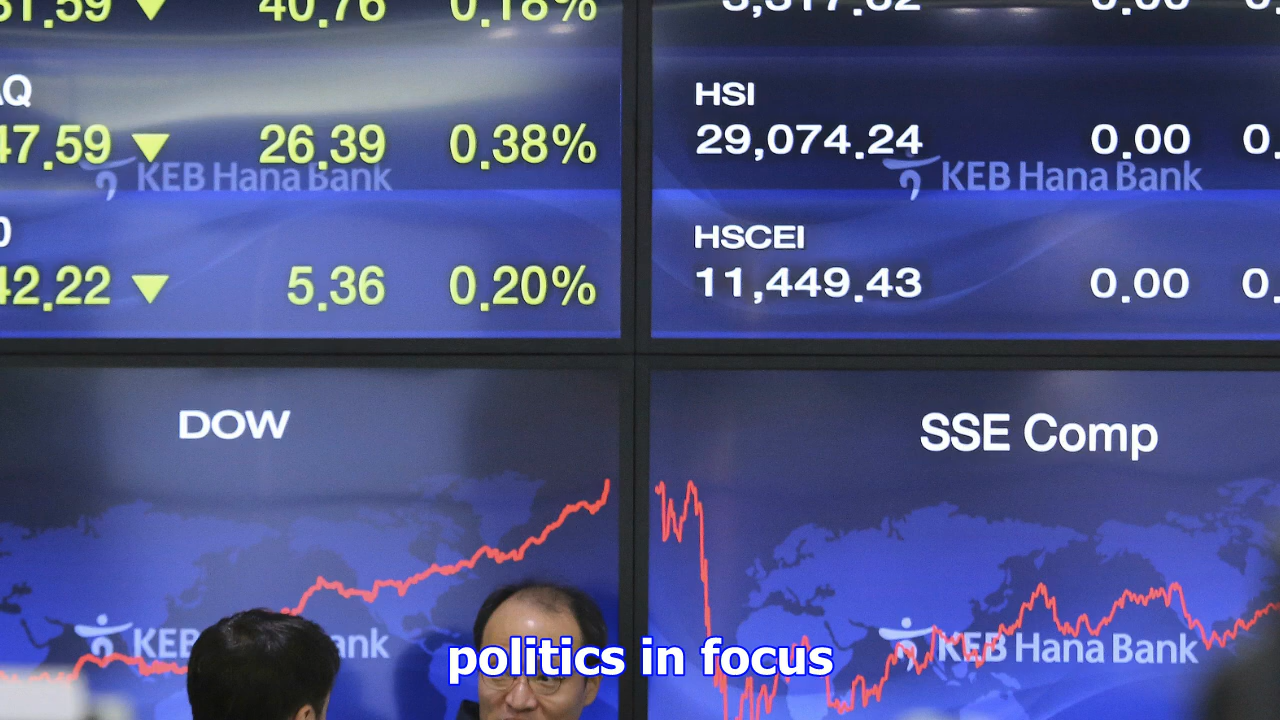 40.76 0.18%
47.59 ▼ 26.39 0.38%
KEB Hana Bank
42.22 ▼ 5.36 0.20%
0.00
HSI
29,074.24 0.00
KEB Hana Bank
HSCEI
11,449.43 0.00
DOW
KEB
SSE Comp
KEB Hana Bank
politics in focus